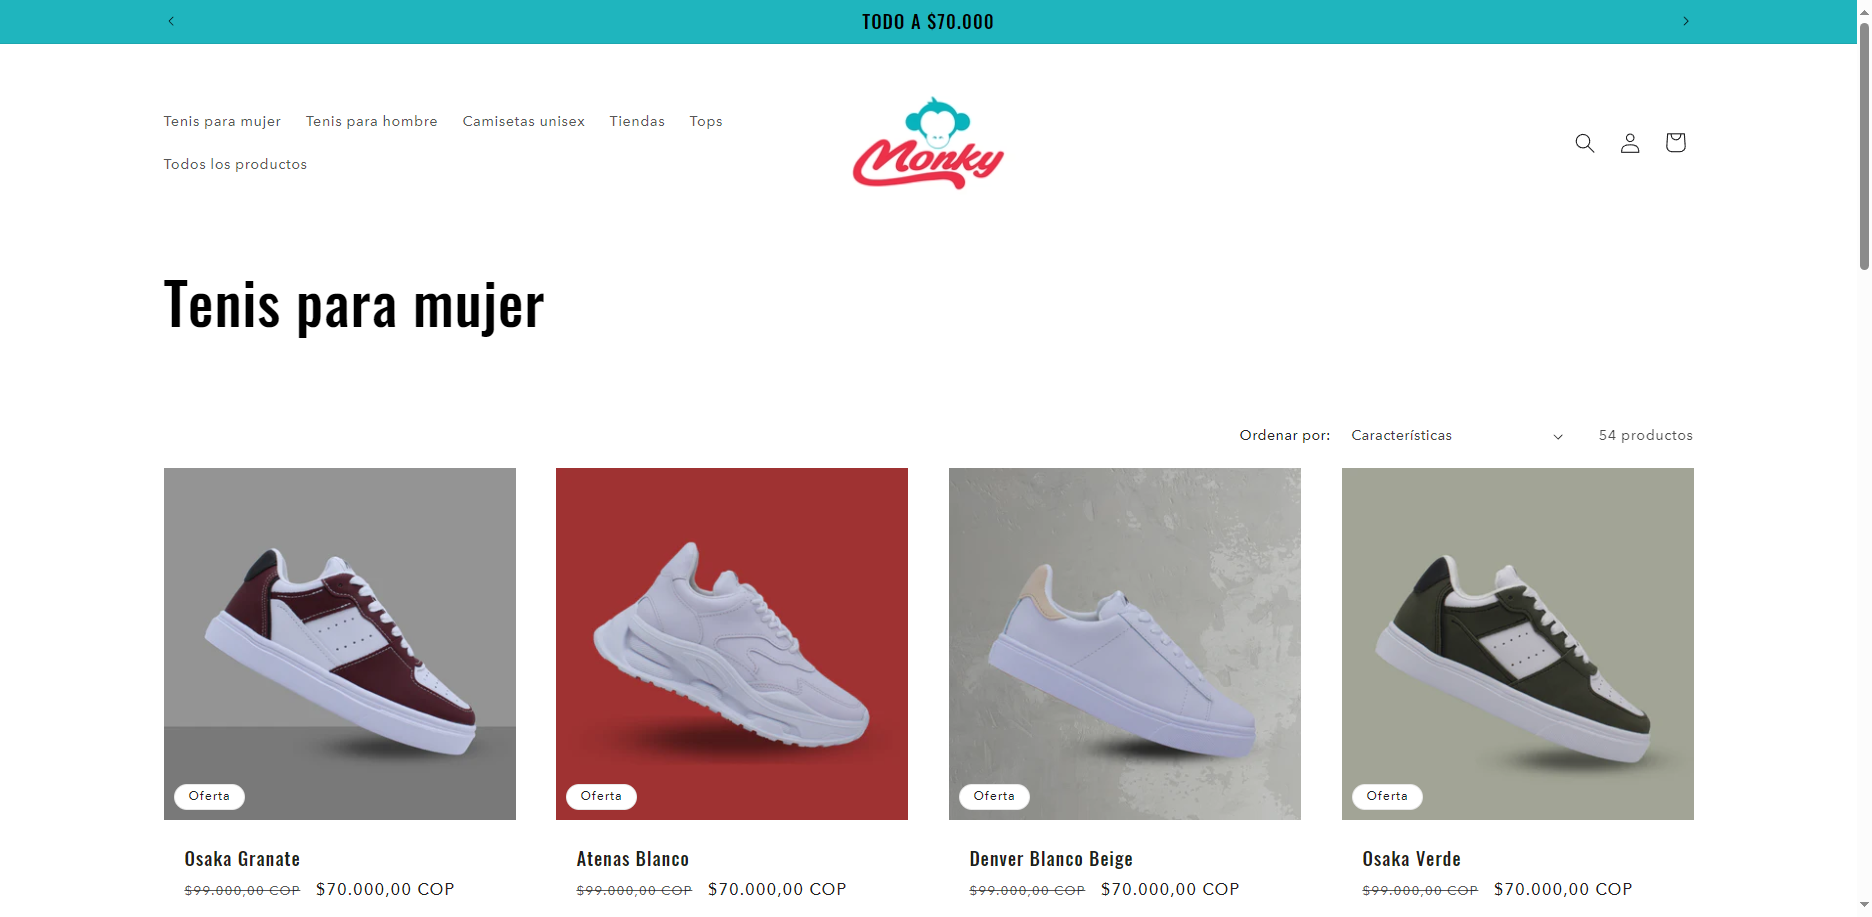 TODO A $70.000
Tenis para mujer Tenis para hombre Camisetas unisex Tiendas Tops
Todos los productos
Monky
Tenis para mujer
Ordenar por: Características 54 productos
Oferta Oferta Oferta Oferta
Osaka Granate Atenas Blanco Denver Blanco Beige Osaka Verde
$99.000,00 COP $70.000,00 COP $99.000,00 COP $70.000,00 COP $99.000,00 COP $70.000,00 COP $99.000,00 COP $70.000,00 COP